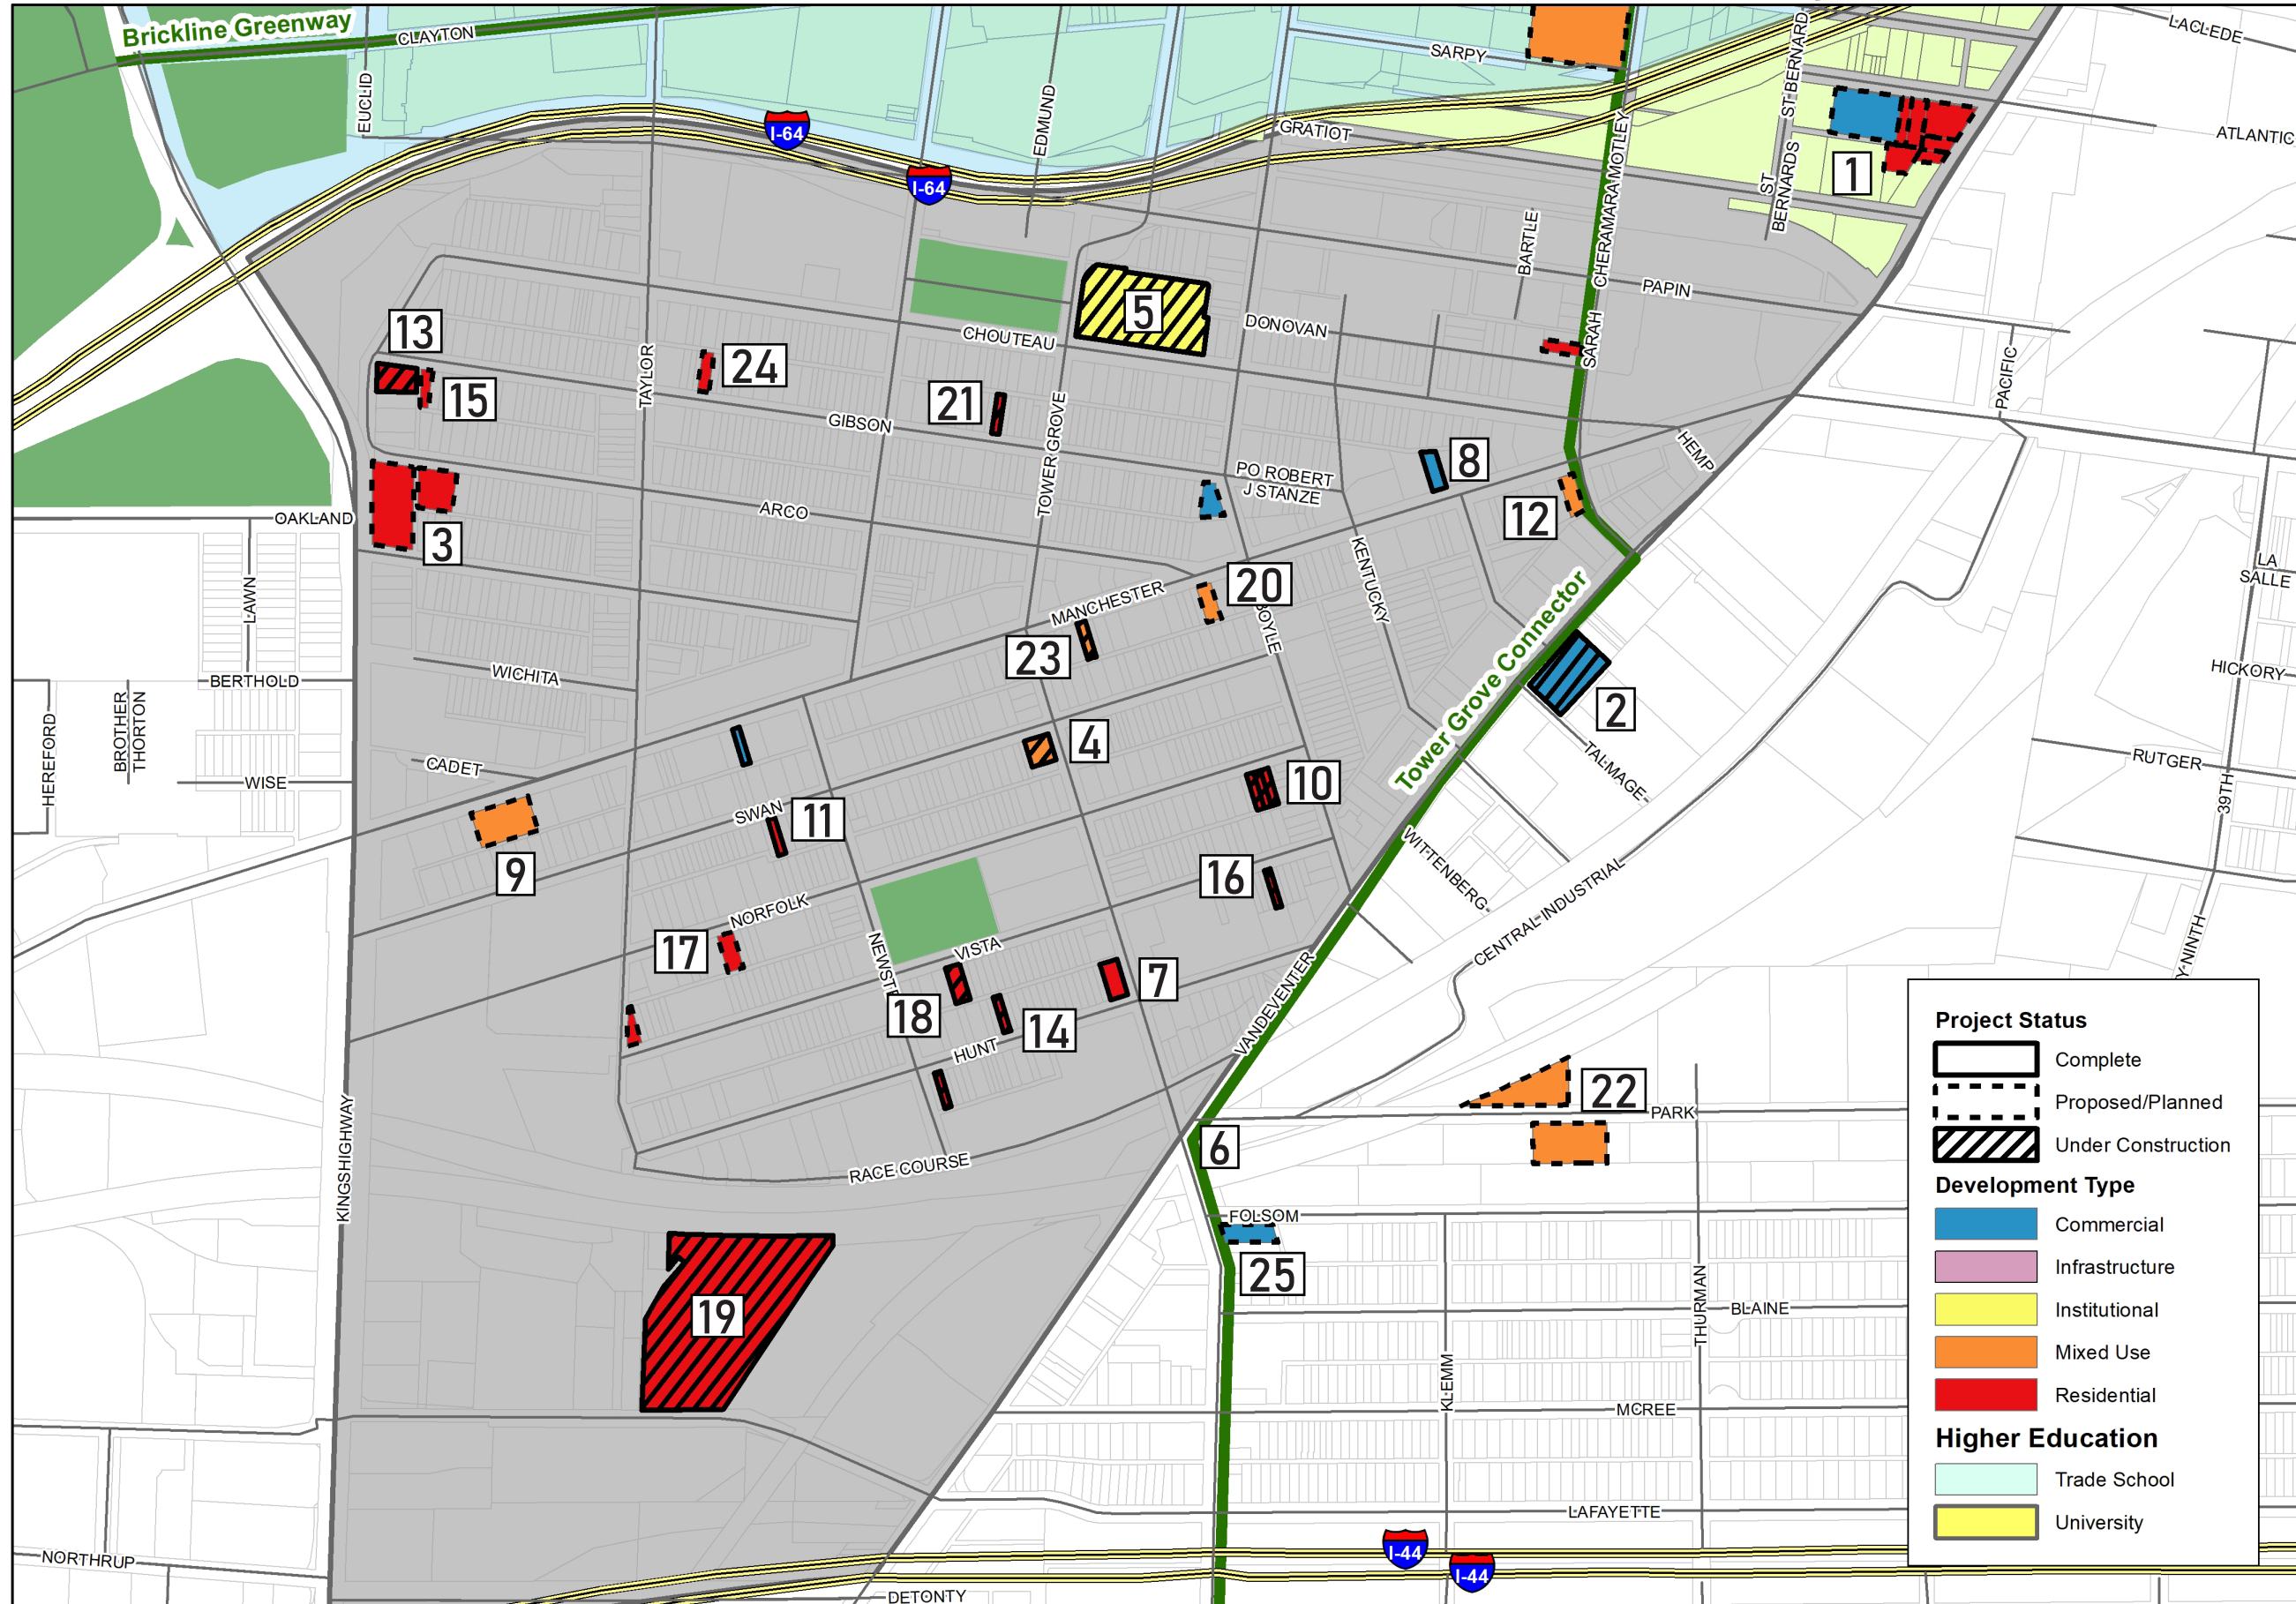 Brickline Greenway
CLAYTON
EUCLID
EDMUND
SARPY
ST BERNARD
LACLEDE
ATLANTIC
I-64
I-64
GRATIOT
CHERAMARA MOTLEY
ST
BERNARDS
1
BARTLE
PAPIN
13
5
DONOVAN
CHOUTEAU
SARAH
TAYLOR
24
15
21
GIBSON
TOWER GROVE
PACIFIC
HEMP
8
PO ROBERT
J STANZE
12
ARCO
OAKLAND
3
KENTUCKY
LA
SALLE
LAWN
20
MANCHESTER
BOYLE
23
Tower Grove Connector
WICHITA
BERTHOLD
HICKORY
2
HEREFORD
BROTHER
THORTON
4
TALMAGE
RUTGER
CADET
WISE
10
39TH
SWAN
11
9
16
WITTENBERG
CENTRAL INDUSTRIAL
NORFOLK
17
VISTA
7
18
14
HUNT
VANDEVENTER
22
PARK
6
RACE COURSE
KINGSHIGHWAY
FOLSOM
25
19
BLAINE
THURMAN
KLEMM
MCREE
LAFAYETTE
I-44
I-44
NORTHRUP
DETONTY
Project Status
Complete
Proposed/Planned
Under Construction
Development Type
Commercial
Infrastructure
Institutional
Mixed Use
Residential
Higher Education
Trade School
University